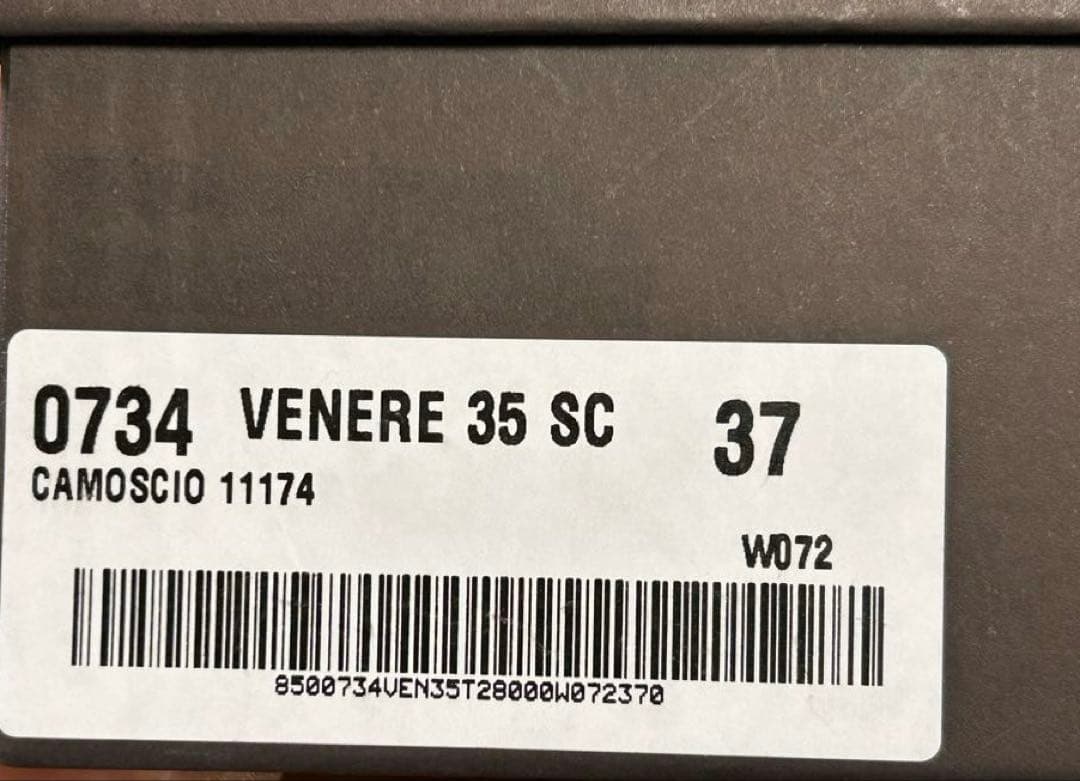 0734 VENERE 35 SC 37
CAMOSCIO 11174
W072
8500734VEN35T28000W072370